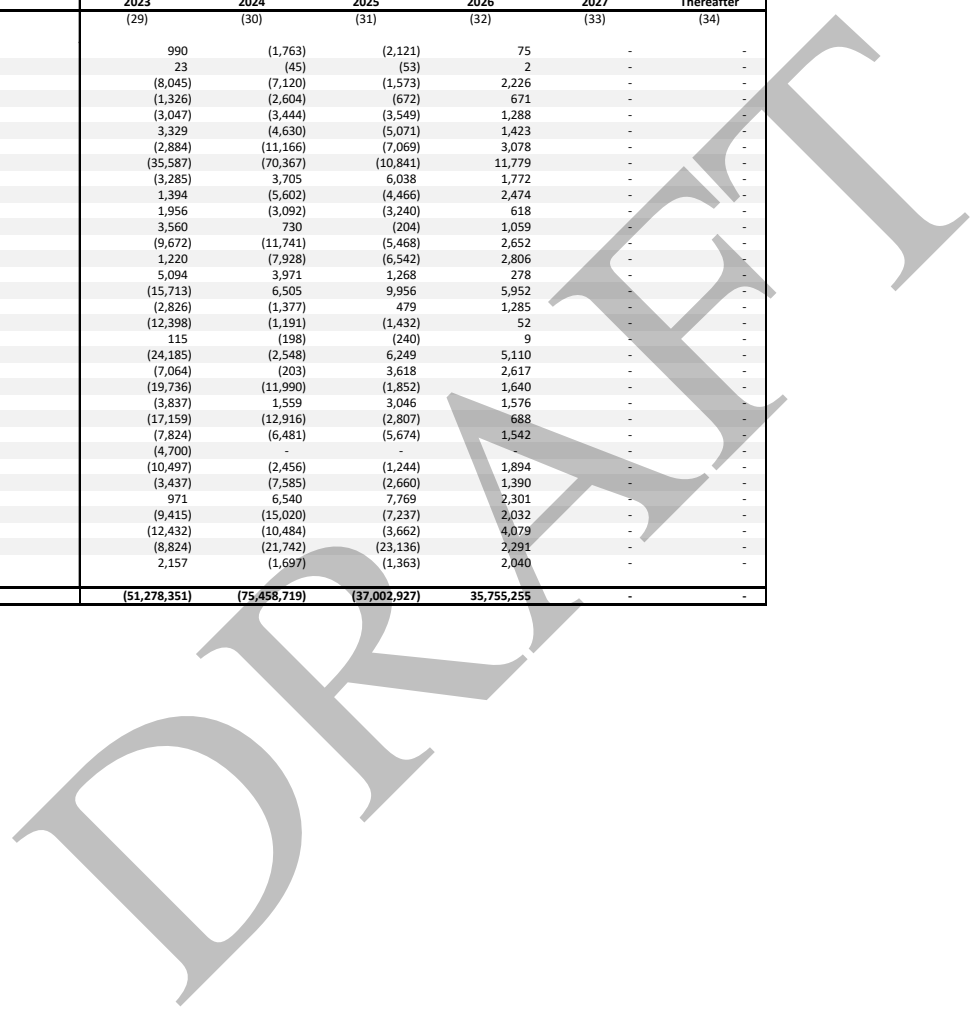 2023 2024 2025 2026 2027 Thereafter
(29) (30) (31) (32) (33) (34)
990 (1,763) (2,121) 75 - -
23 (45) (53) 2 - -
(8,045) (7,120) (1,573) 2,226 - -
(1,326) (2,604) (672) 671 - -
(3,047) (3,444) (3,549) 1,288 - -
3,329 (4,630) (5,071) 1,423 - -
(2,884) (11,166) (7,069) 3,078 - -
(35,587) (70,367) (10,841) 11,779 - -
(3,285) 3,705 6,038 1,772 - -
1,394 (5,602) (4,466) 2,474 - -
1,956 (3,092) (3,240) 618 - -
3,560 730 (204) 1,059 - -
(9,672) (11,741) (5,468) 2,652 - -
1,220 (7,928) (6,542) 2,806 - -
5,094 3,971 1,268 278 - -
(15,713) 6,505 9,956 5,952 - -
(2,826) (1,377) 479 1,285 - -
(12,398) (1,191) (1,432) 52 - -
115 (198) (240) 9 - -
(24,185) (2,548) 6,249 5,110 - -
(7,064) (203) 3,618 2,617 - -
(19,736) (11,990) (1,852) 1,640 - -
(3,837) 1,559 3,046 1,576 - -
(17,159) (12,916) (2,807) 688 - -
(7,824) (6,481) (5,674) 1,542 - -
(4,700) - - - - -
(10,497) (2,456) (1,244) 1,894 - -
(3,437) (7,585) (2,660) 1,390 - -
971 6,540 7,769 2,301 - -
(9,415) (15,020) (7,237) 2,032 - -
(12,432) (10,484) (3,662) 4,079 - -
(8,824) (21,742) (23,136) 2,291 - -
2,157 (1,697) (1,363) 2,040 - -
(51,278,351) (75,458,719) (37,002,927) 35,755,255 - -
DRAFT